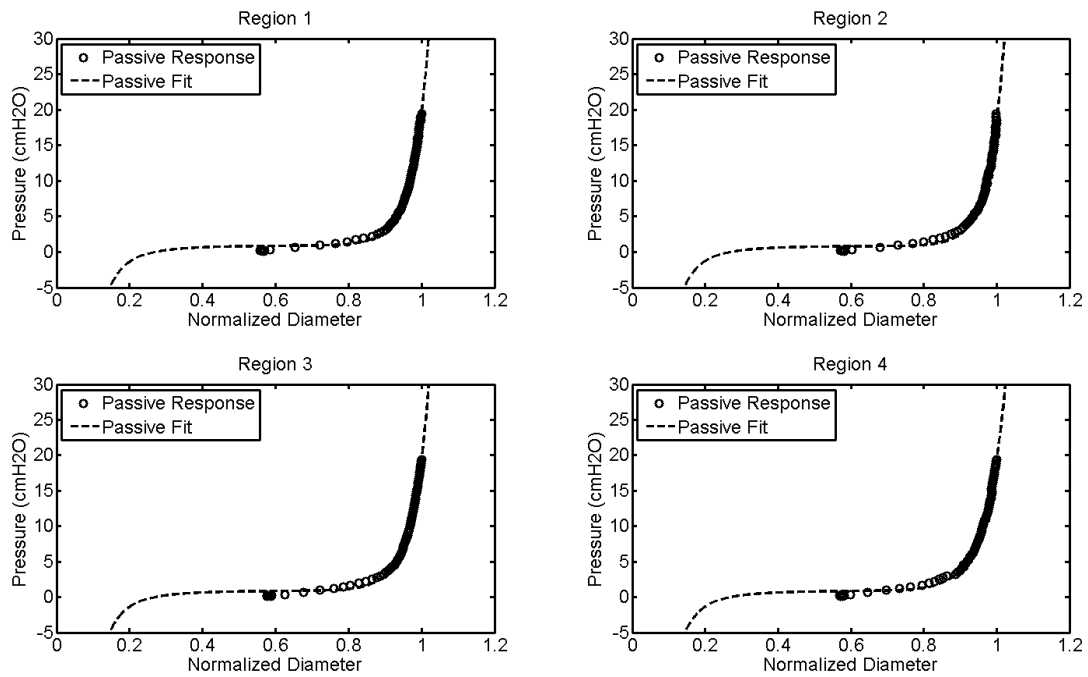 Region 1
30
25
20
15
10
5
0
-5
Pressure (cmH2O)
Passive Response
Passive Fit
0 0.2 0.4 0.6 0.8 1 1.2
Normalized Diameter
Region 2
30
25
20
15
10
5
0
-5
Pressure (cmH2O)
Passive Response
Passive Fit
0 0.2 0.4 0.6 0.8 1 1.2
Normalized Diameter
Region 3
30
25
20
15
10
5
0
-5
Pressure (cmH2O)
Passive Response
Passive Fit
0 0.2 0.4 0.6 0.8 1 1.2
Normalized Diameter
Region 4
30
25
20
15
10
5
0
-5
Pressure (cmH2O)
Passive Response
Passive Fit
0 0.2 0.4 0.6 0.8 1 1.2
Normalized Diameter